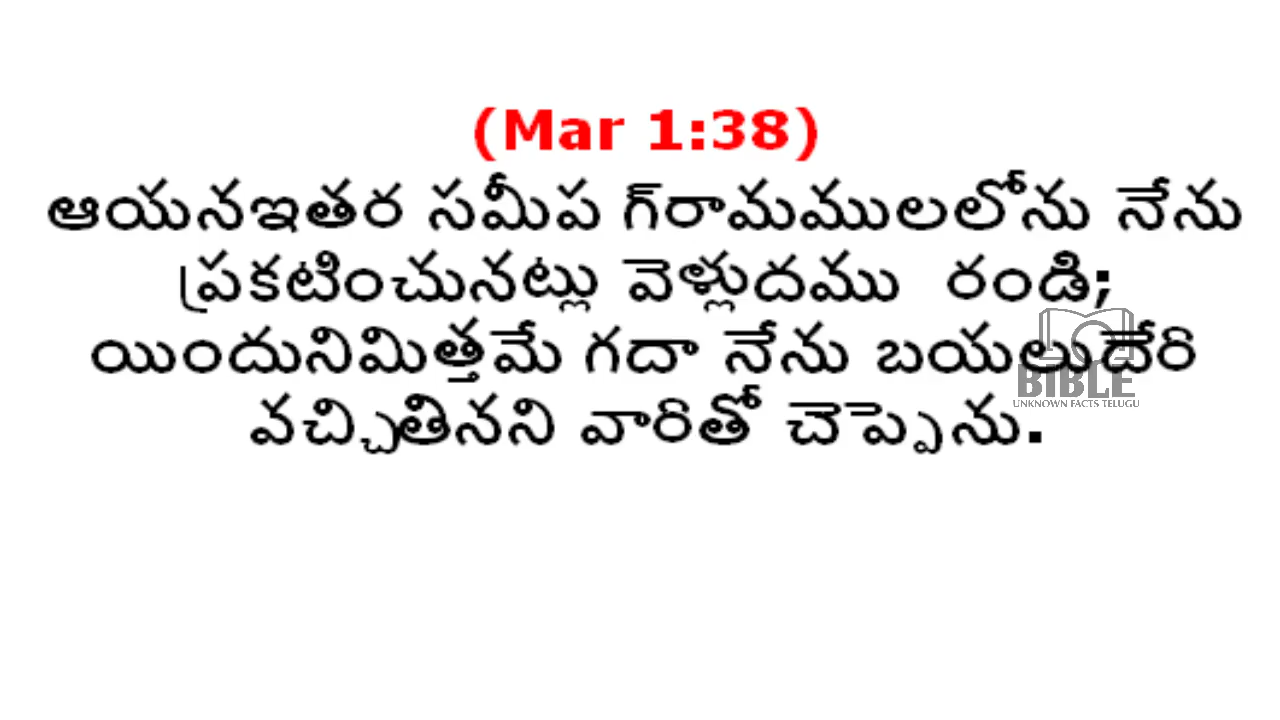 (Mar 1:38)
ఆయనఇతర సమీప గ్‌రామములలోను నేను
ప్రకటించునట్లు వెళ్లుదము రండి;
యిందునిమిత్తమే గదా నేను బయలుదేరి
వచ్చితినని వారితో చెప్పెను.
BIBLE
UNKNOWN FACTS TELUGU